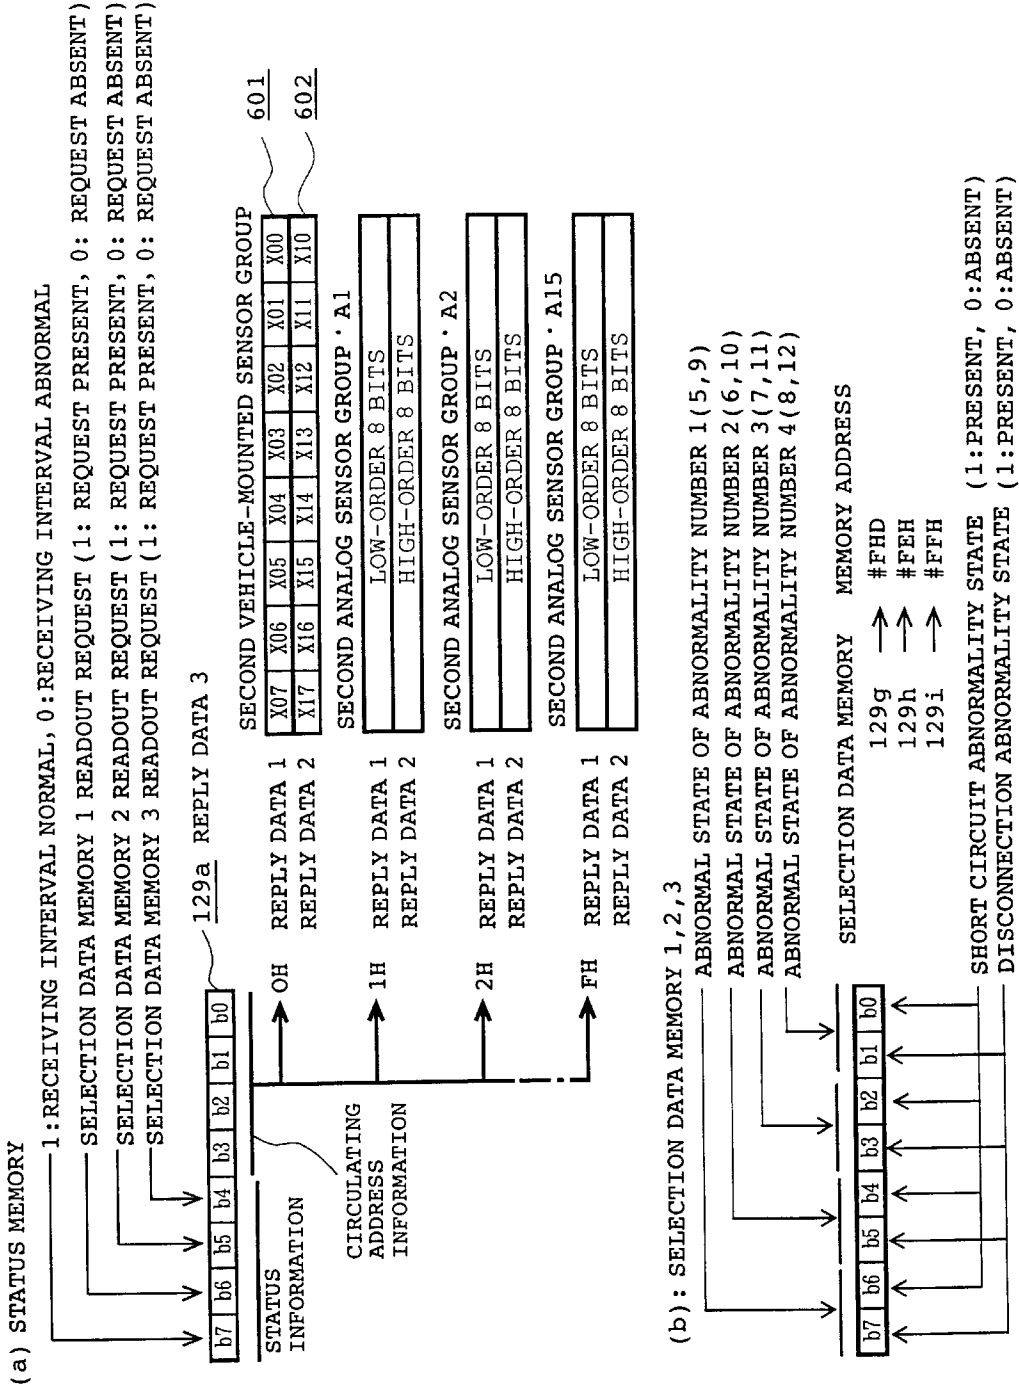 (a) STATUS MEMORY
1:RECEIVING INTERVAL NORMAL, 0:RECEIVING INTERVAL ABNORMAL
SELECTION DATA MEMORY 1 READOUT REQUEST (1: REQUEST PRESENT, 0: REQUEST ABSENT)
SELECTION DATA MEMORY 2 READOUT REQUEST (1: REQUEST PRESENT, 0: REQUEST ABSENT)
SELECTION DATA MEMORY 3 READOUT REQUEST (1: REQUEST PRESENT, 0: REQUEST ABSENT)
129a REPLY DATA 3
b7 b6 b5 b4 b3 b2 b1 b0
STATUS
INFORMATION
CIRCULATING
ADDRESS
INFORMATION
SECOND VEHICLE-MOUNTED SENSOR GROUP
0H REPLY DATA 1 X07 X06 X05 X04 X03 X02 X01 X00 601
REPLY DATA 2 X17 X16 X15 X14 X13 X12 X11 X10 602
SECOND ANALOG SENSOR GROUP · A1
1H REPLY DATA 1 LOW-ORDER 8 BITS
REPLY DATA 2 HIGH-ORDER 8 BITS
SECOND ANALOG SENSOR GROUP · A2
2H REPLY DATA 1 LOW-ORDER 8 BITS
REPLY DATA 2 HIGH-ORDER 8 BITS
SECOND ANALOG SENSOR GROUP · A15
FH REPLY DATA 1 LOW-ORDER 8 BITS
REPLY DATA 2 HIGH-ORDER 8 BITS
(b): SELECTION DATA MEMORY 1,2,3
ABNORMAL STATE OF ABNORMALITY NUMBER 1(5,9)
ABNORMAL STATE OF ABNORMALITY NUMBER 2(6,10)
ABNORMAL STATE OF ABNORMALITY NUMBER 3(7,11)
ABNORMAL STATE OF ABNORMALITY NUMBER 4(8,12)
b7 b6 b5 b4 b3 b2 b1 b0
SELECTION DATA MEMORY MEMORY ADDRESS
129g → #FHD
129h → #FEH
129i → #FFH
SHORT CIRCUIT ABNORMALITY STATE (1:PRESENT, 0:ABSENT)
DISCONNECTION ABNORMALITY STATE (1:PRESENT, 0:ABSENT)